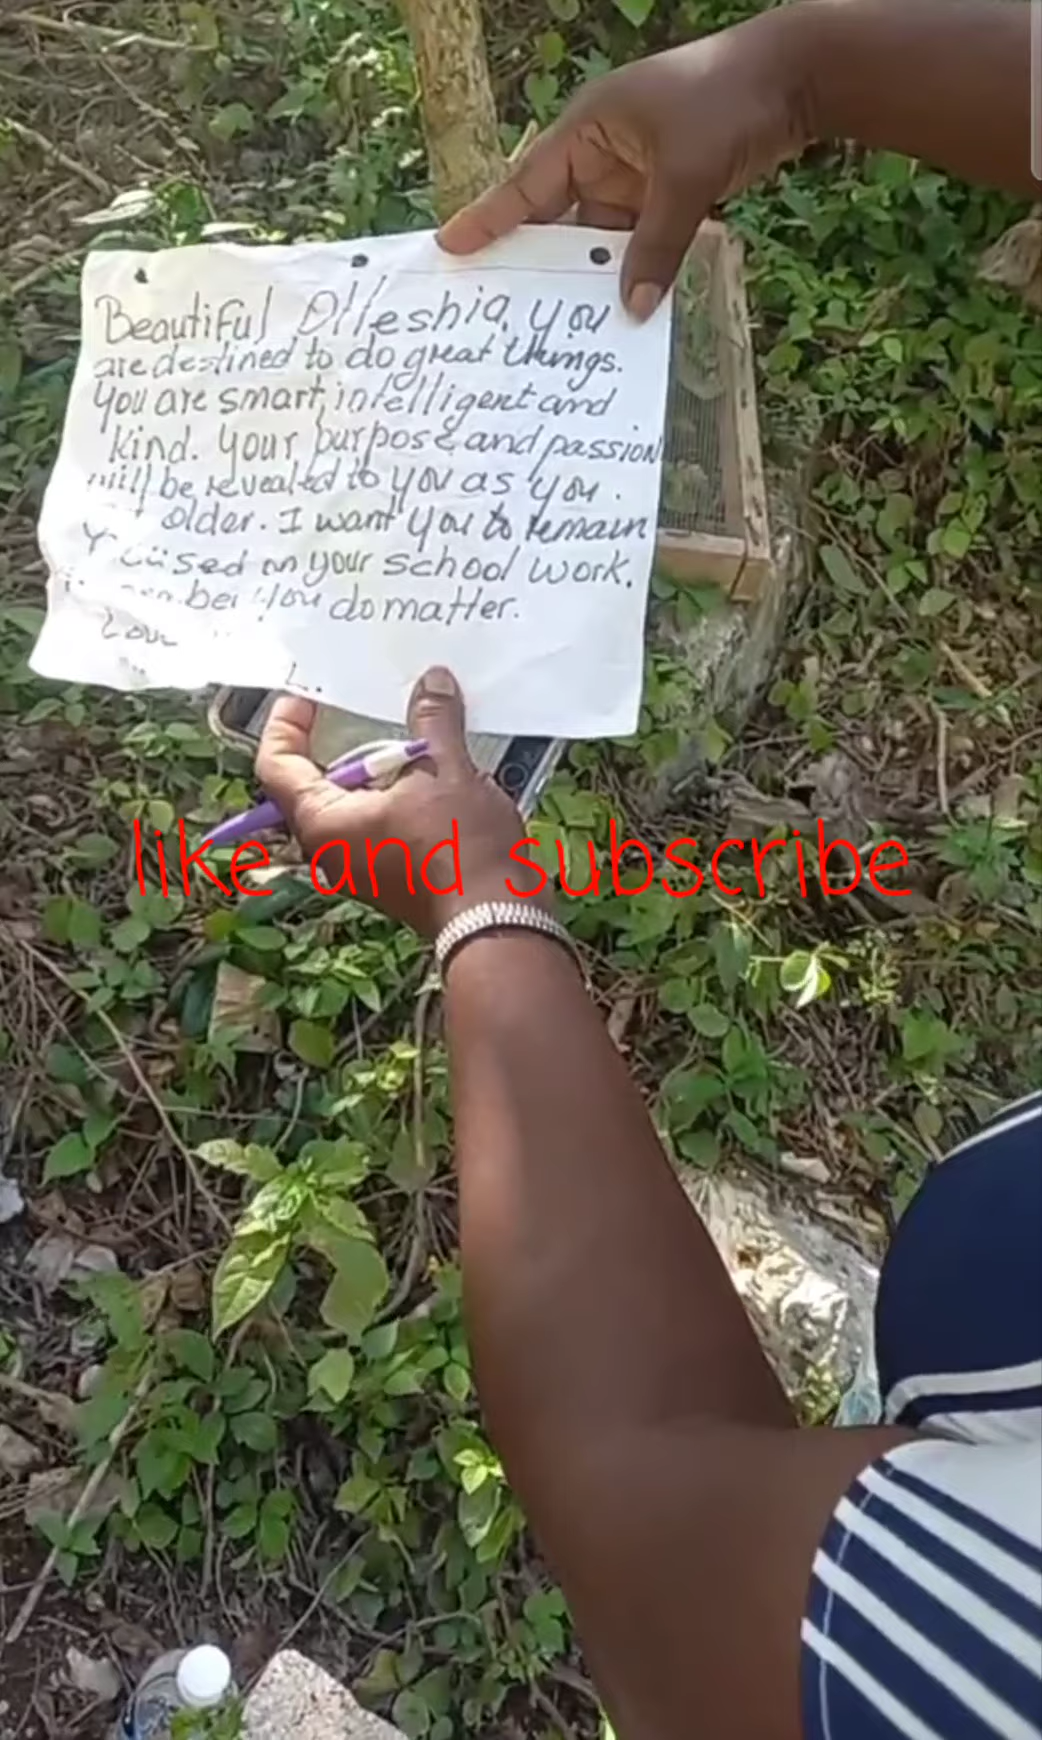 Beautiful Olleshia, you
are destined to do great things.
You are smart, intelligent and
kind. Your purpose and passion
will be revealed to you as you
older. I want you to remain
on your school work.
You do matter.
Love
L.
like and subscribe